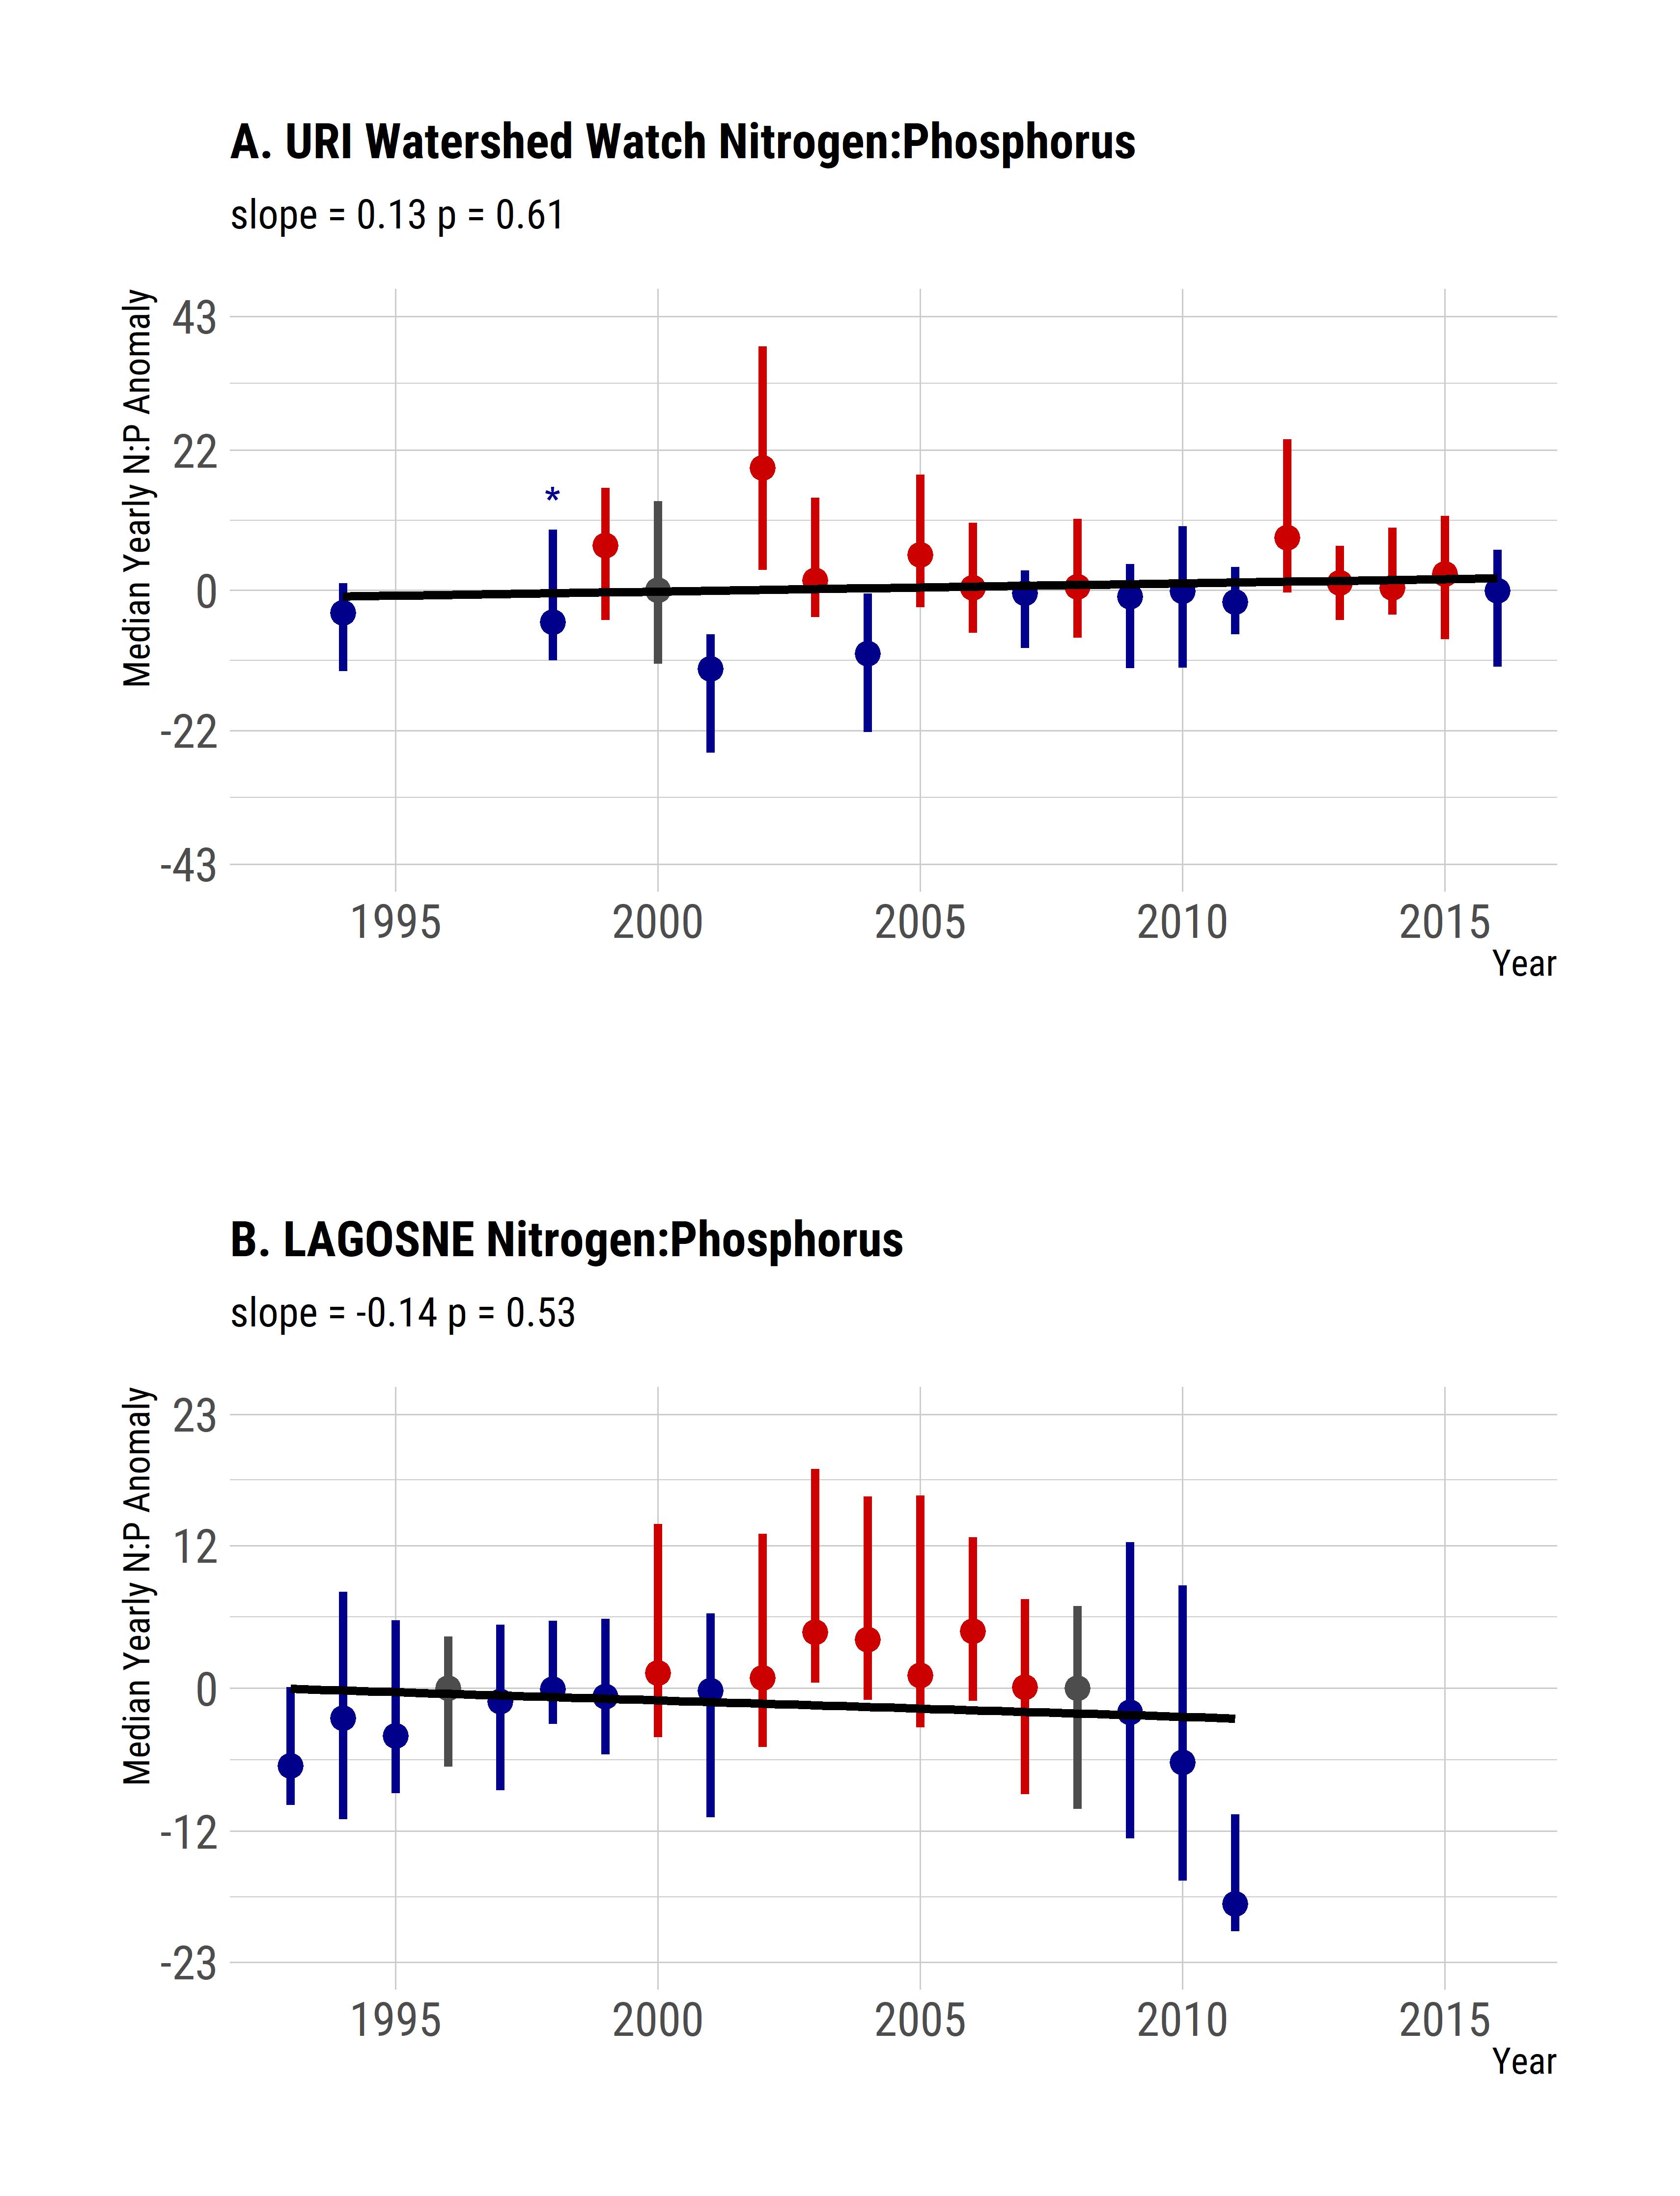 A. URI Watershed Watch Nitrogen:Phosphorus
slope = 0.13 p = 0.61
Median Yearly N:P Anomaly
43
22
*
0
-22
-43
1995 2000 2005 2010 2015
Year
B. LAGOSNE Nitrogen:Phosphorus
slope = -0.14 p = 0.53
Median Yearly N:P Anomaly
23
12
0
-12
-23
1995 2000 2005 2010 2015
Year